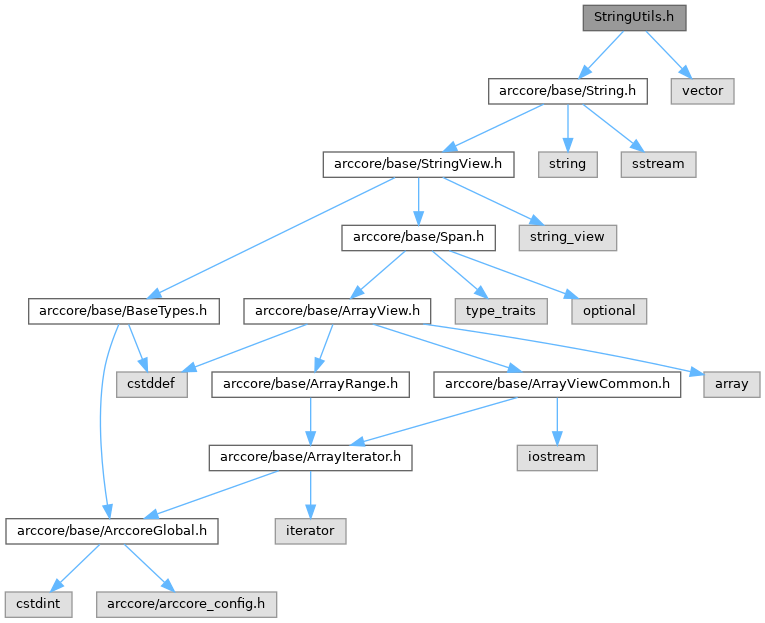 StringUtils.h
arccore/base/String.h
vector
arccore/base/StringView.h
string
sstream
arccore/base/Span.h
string_view
arccore/base/BaseTypes.h
arccore/base/ArrayView.h
type_traits
optional
cstddef
arccore/base/ArrayRange.h
arccore/base/ArrayViewCommon.h
array
arccore/base/ArrayIterator.h
iostream
arccore/base/ArccoreGlobal.h
iterator
cstdint
arccore/arccore_config.h